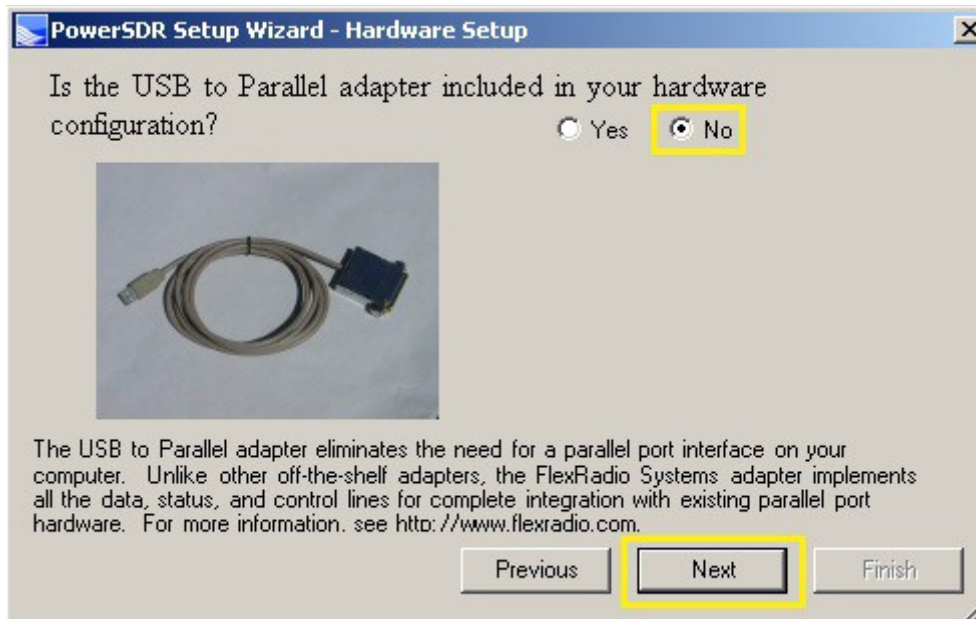 PowerSDR Setup Wizard - Hardware Setup
Is the USB to Parallel adapter included in your hardware
configuration?
Yes No
The USB to Parallel adapter eliminates the need for a parallel port interface on your
computer. Unlike other off-the-shelf adapters, the FlexRadio Systems adapter implements
all the data, status, and control lines for complete integration with existing parallel port
hardware. For more information. see http://www.flexradio.com.
Previous Next Finish